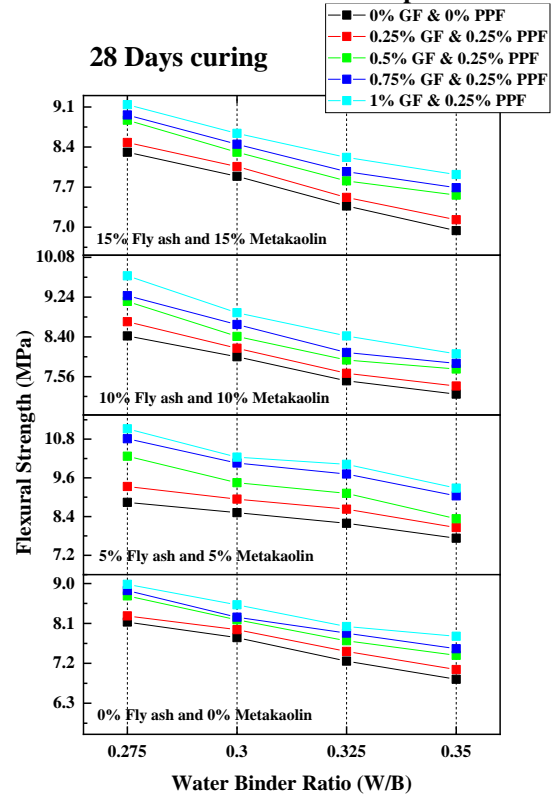 0% GF & 0% PPF
0.25% GF & 0.25% PPF
0.5% GF & 0.25% PPF
0.75% GF & 0.25% PPF
1% GF & 0.25% PPF
28 Days curing
9.1
8.4
7.7
7.0
15% Fly ash and 15% Metakaolin
10.08
9.24
8.40
7.56
10% Fly ash and 10% Metakaolin
10.8
9.6
8.4
7.2
5% Fly ash and 5% Metakaolin
9.0
8.1
7.2
6.3
0% Fly ash and 0% Metakaolin
Flexural Strength (MPa)
0.275 0.3 0.325 0.35
Water Binder Ratio (W/B)